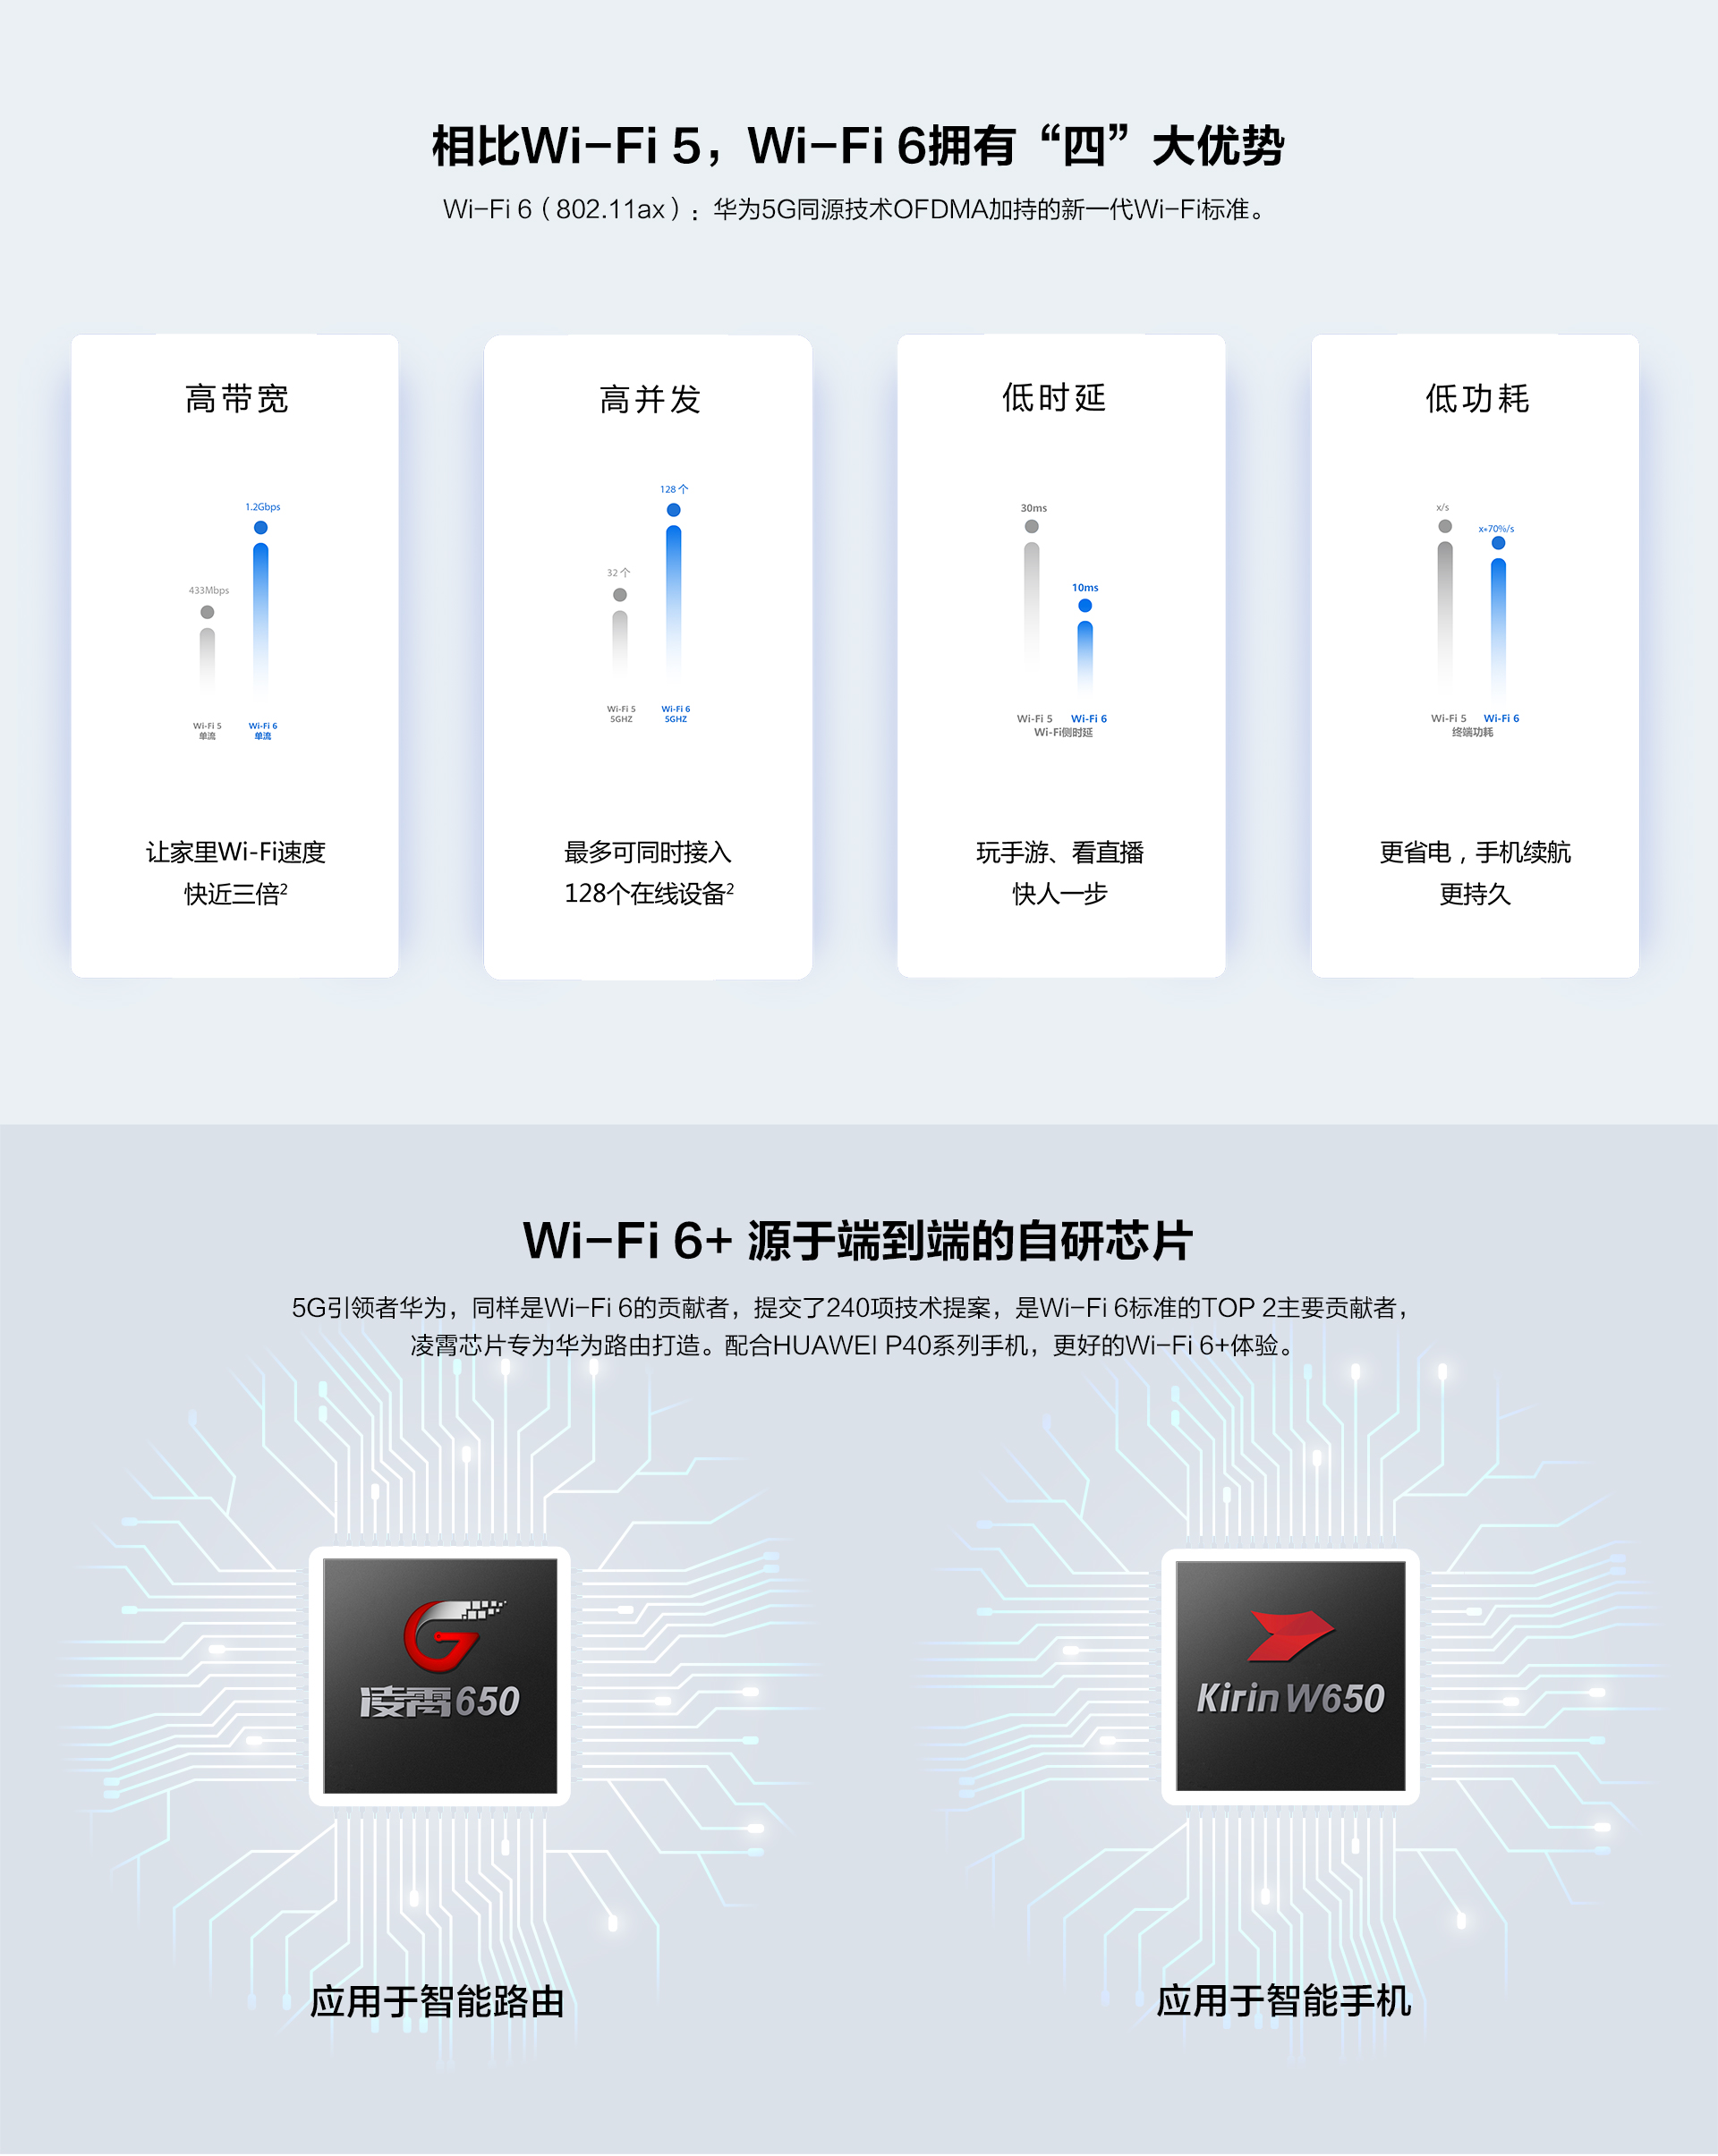 相比Wi-Fi 5，Wi-Fi 6拥有“四”大优势
Wi-Fi 6（802.11ax）：华为5G同源技术OFDMA加持的新一代Wi-Fi标准。
高带宽
1.2Gbps
433Mbps
Wi-Fi 5 Wi-Fi 6
单流 单流
让家里Wi-Fi速度
快近三倍²
高并发
128个
32个
Wi-Fi 5 Wi-Fi 6
5GHZ 5GHZ
最多可同时接入
128个在线设备²
低时延
30ms
10ms
Wi-Fi 5 Wi-Fi 6
Wi-Fi侧时延
玩手游、看直播
快人一步
低功耗
x/s
x*70%/s
Wi-Fi 5 Wi-Fi 6
终端功耗
更省电，手机续航
更持久
Wi-Fi 6+ 源于端到端的自研芯片
5G引领者华为，同样是Wi-Fi 6的贡献者，提交了240项技术提案，是Wi-Fi 6标准的TOP 2主要贡献者，
凌霄芯片专为华为路由打造。配合HUAWEI P40系列手机，更好的Wi-Fi 6+体验。
凌霄650
应用于智能路由
Kirin W650
应用于智能手机